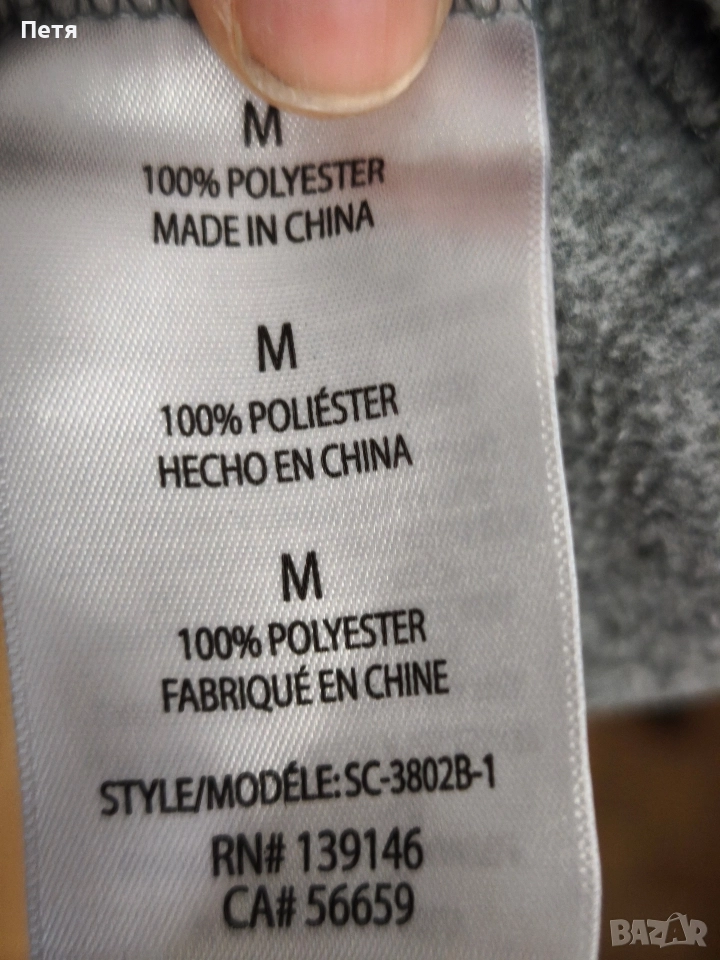 Петя
M
100% POLYESTER
MADE IN CHINA
M
100% POLIÉSTER
HECHO EN CHINA
M
100% POLYESTER
FABRIQUÉ EN CHINE
STYLE/MODÉLE: SC-3802B-1
RN# 139146
CA# 56659
BAZAR